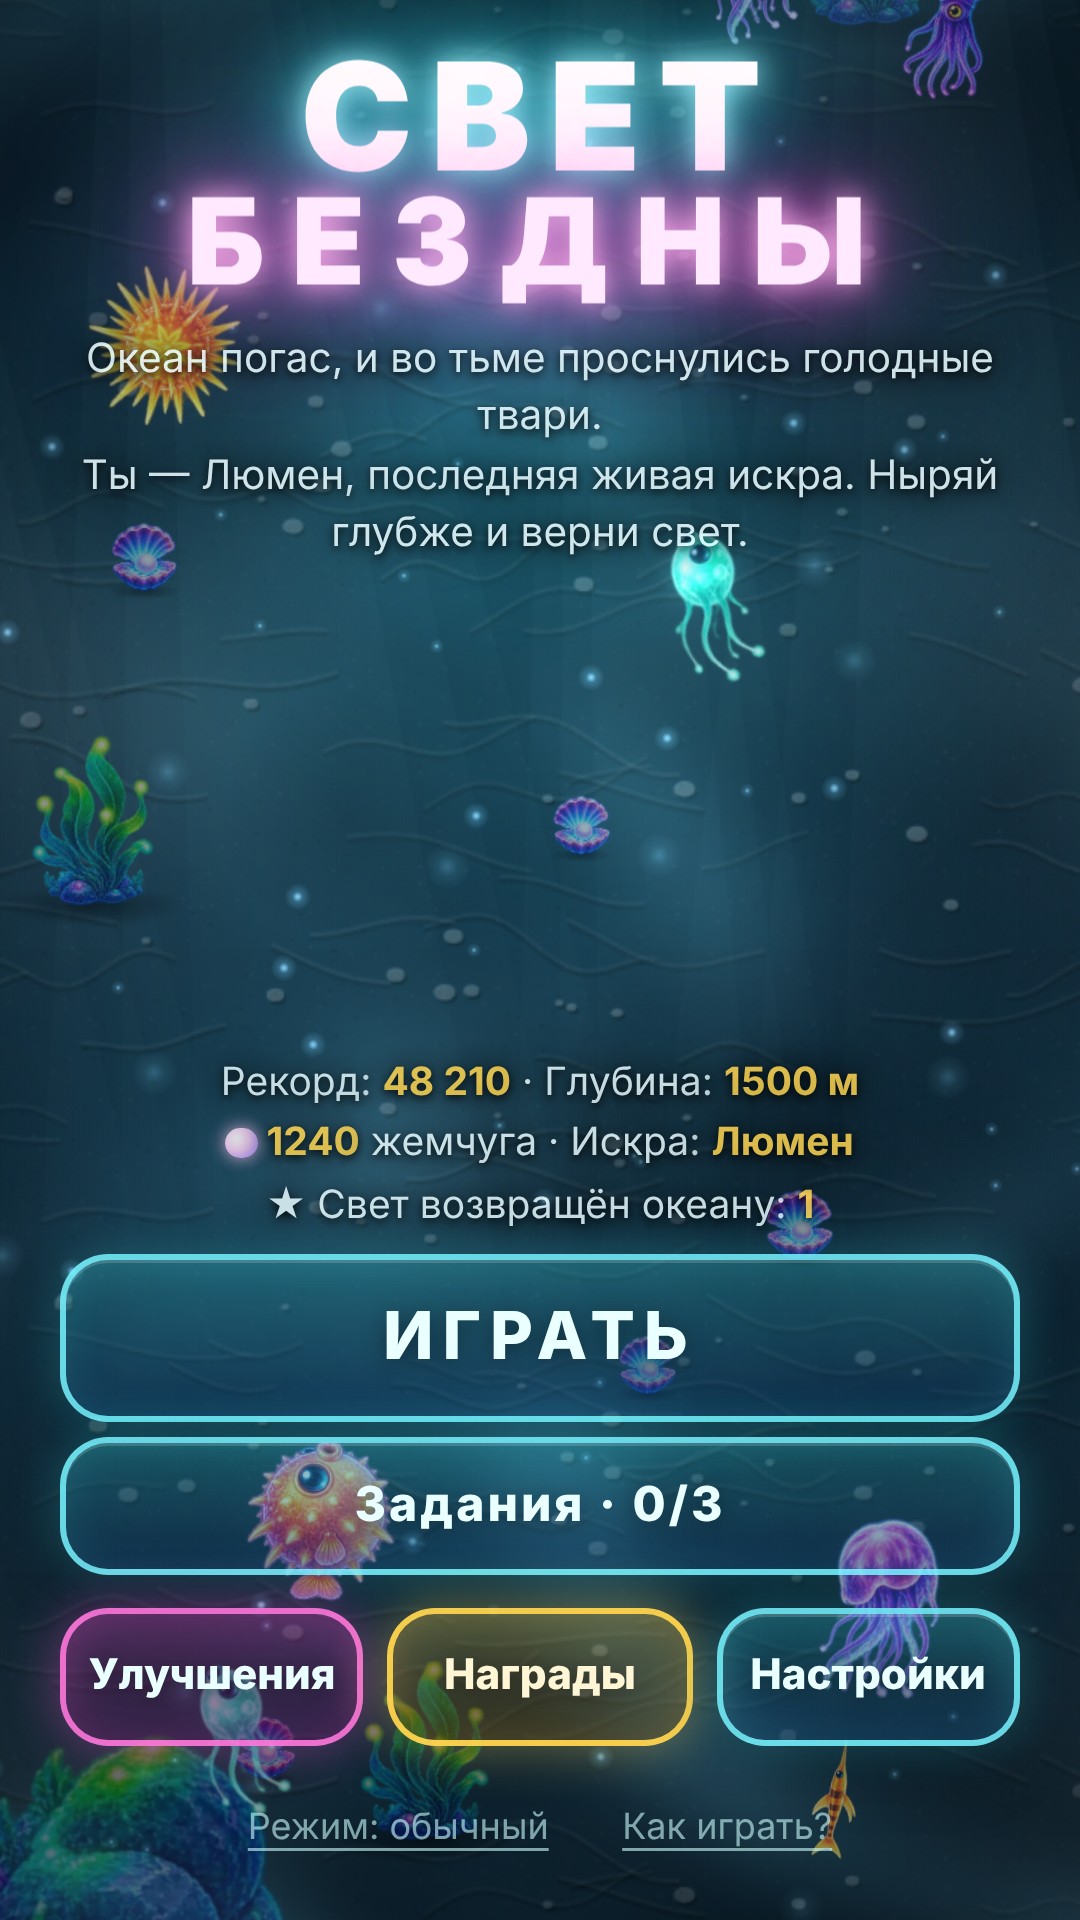 СВЕТ
БЕЗДНЫ
Океан погас, и во тьме проснулись голодные
твари.
Ты — Люмен, последняя живая искра. Ныряй
глубже и верни свет.
Рекорд: 48 210 · Глубина: 1500 м
1240 жемчуга · Искра: Люмен
★ Свет возвращён океану: 1
ИГРАТЬ
Задания · 0/3
Улучшения
Награды
Настройки
Режим: обычный
Как играть?